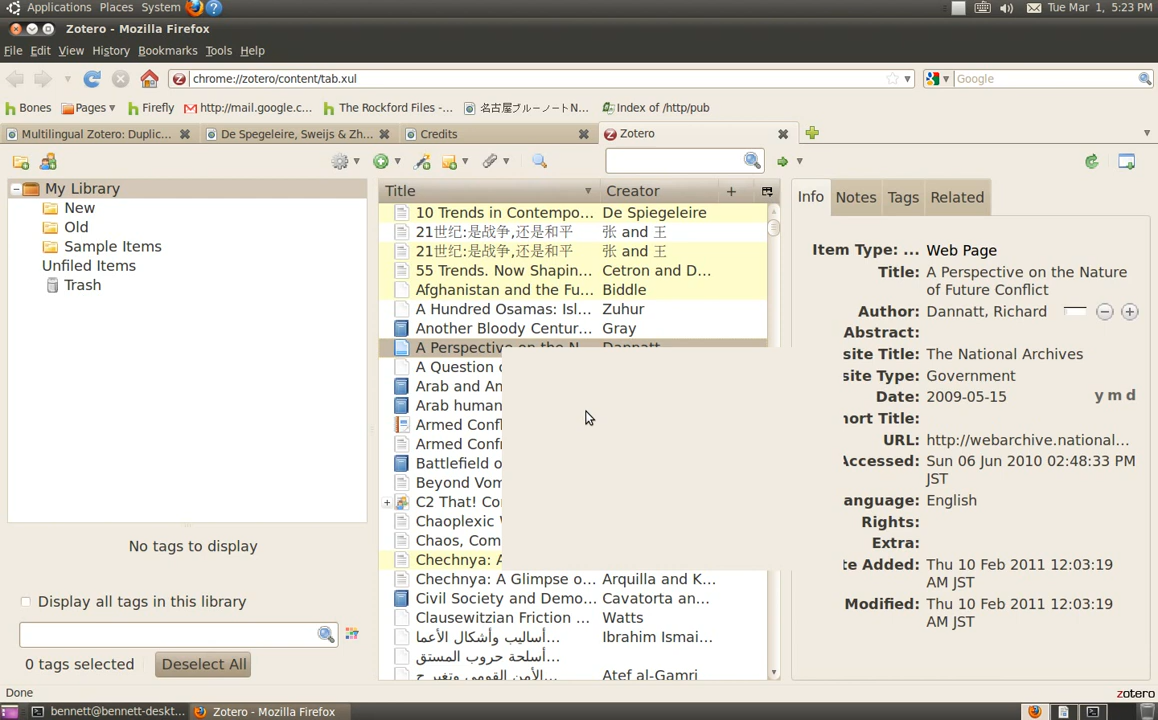 Applications Places System
Tue Mar 1, 5:23 PM
Zotero - Mozilla Firefox
File Edit View History Bookmarks Tools Help
chrome://zotero/content/tab.xul
Google
Bones Pages Firefly http://mail.google.c... The Rockford Files -... 名古屋ブルーノートN... Index of /http/pub
Multilingual Zotero: Duplic... De Spegeleire, Sweijs & Zh... Credits Zotero
My Library
New
Old
Sample Items
Unfiled Items
Trash
No tags to display
Display all tags in this library
0 tags selected Deselect All
Title Creator
10 Trends in Contempo... De Spiegeleire
21世纪:是战争,还是和平 张 and 王
21世纪:是战争,还是和平 张 and 王
55 Trends. Now Shapin... Cetron and D...
Afghanistan and the Fu... Biddle
A Hundred Osamas: Isl... Zuhur
Another Bloody Centur... Gray
A Perspective on the N... Dannatt
A Question
Arab and
Arab human
Armed Confl
Armed Conf
Battlefield
Beyond
C2 That!
Chaoplexic
Chaos, Com
Chechnya:
Chechnya: A Glimpse o... Arquilla and K...
Civil Society and Demo... Cavatorta an...
Clausewitzian Friction ... Watts
أساليب وأشكال الأعما... Ibrahim Ismai...
أسلحة حروب المستق...
الأمن القومي وتغير ح... Atef al-Gamri
Info Notes Tags Related
Item Type: ... Web Page
Title: A Perspective on the Nature
of Future Conflict
Author: Dannatt, Richard
Abstract:
site Title: The National Archives
site Type: Government
Date: 2009-05-15 y m d
hort Title:
URL: http://webarchive.national...
Accessed: Sun 06 Jun 2010 02:48:33 PM
JST
anguage: English
Rights:
Extra:
te Added: Thu 10 Feb 2011 12:03:19
AM JST
Modified: Thu 10 Feb 2011 12:03:19
AM JST
Done
zotero
bennett@bennett-deskt... Zotero - Mozilla Firefox